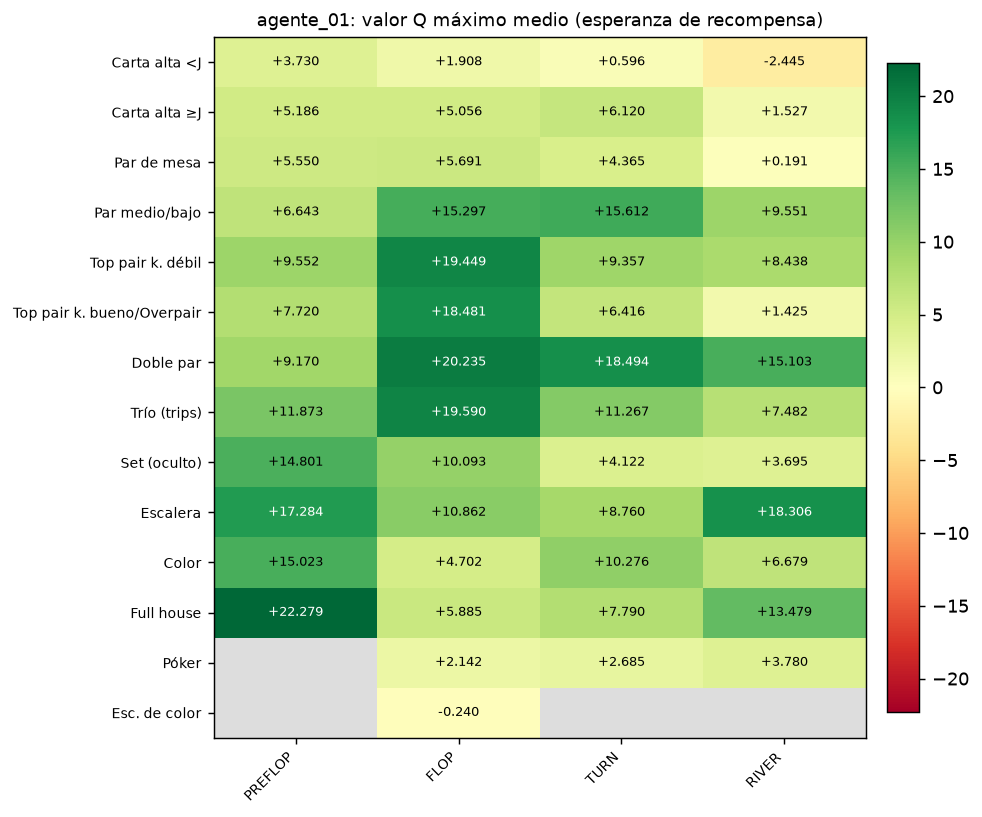 agente_01: valor Q máximo medio (esperanza de recompensa)
Carta alta <J +3.730 +1.908 +0.596 -2.445
Carta alta ≥J +5.186 +5.056 +6.120 +1.527
Par de mesa +5.550 +5.691 +4.365 +0.191
Par medio/bajo +6.643 +15.297 +15.612 +9.551
Top pair k. débil +9.552 +19.449 +9.357 +8.438
Top pair k. bueno/Overpair +7.720 +18.481 +6.416 +1.425
Doble par +9.170 +20.235 +18.494 +15.103
Trío (trips) +11.873 +19.590 +11.267 +7.482
Set (oculto) +14.801 +10.093 +4.122 +3.695
Escalera +17.284 +10.862 +8.760 +18.306
Color +15.023 +4.702 +10.276 +6.679
Full house +22.279 +5.885 +7.790 +13.479
Póker +2.142 +2.685 +3.780
Esc. de color -0.240
PREFLOP FLOP TURN RIVER
20
15
10
5
0
−5
−10
−15
−20